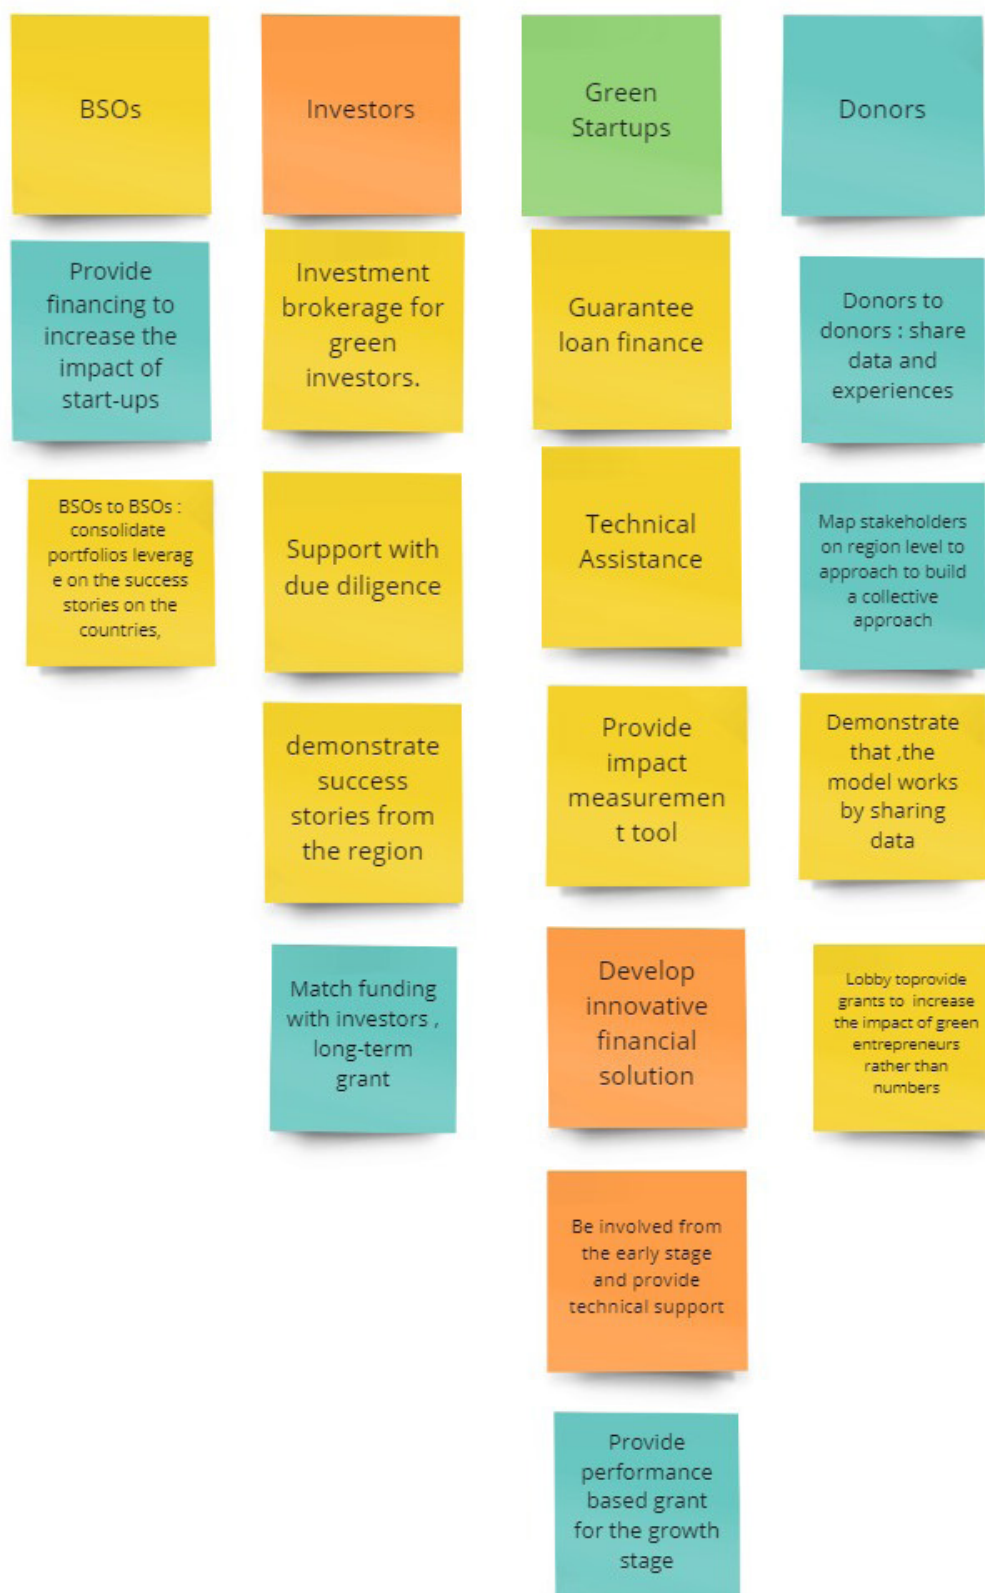 BSOs
Provide
financing to
increase the
impact of
start-ups
BSOs to BSOs :
consolidate
portfolios leverag
e on the success
stories on the
countries,
Investors
Investment
brokerage for
green
investors.
Support with
due diligence
demonstrate
success
stories from
the region
Match funding
with investors ,
long-term
grant
Green
Startups
Guarantee
loan finance
Technical
Assistance
Provide
impact
measuremen
t tool
Develop
innovative
financial
solution
Be involved from
the early stage
and provide
technical support
Provide
performance
based grant
for the growth
stage
Donors
Donors to
donors : share
data and
experiences
Map stakeholders
on region level to
approach to build
a collective
approach
Demonstrate
that ,the
model works
by sharing
data
Lobby toprovide
grants to increase
the impact of green
entrepreneurs
rather than
numbers